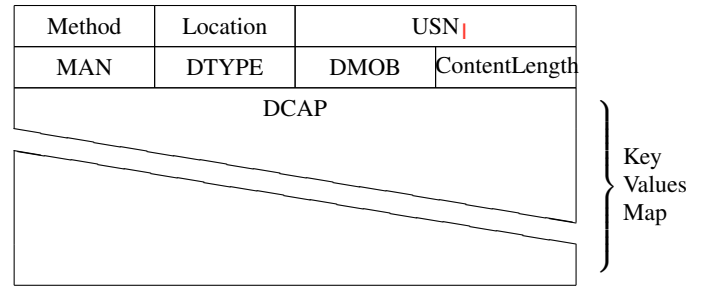 Method Location USN
MAN DTYPE DMOB ContentLength
DCAP
Key
Values
Map